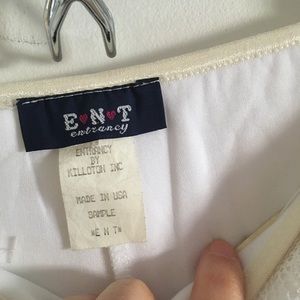 E♥N♥T
entrancy
ENTRANCY
BY
MILLOTON INC
MADE IN USA
SAMPLE
"E N T"